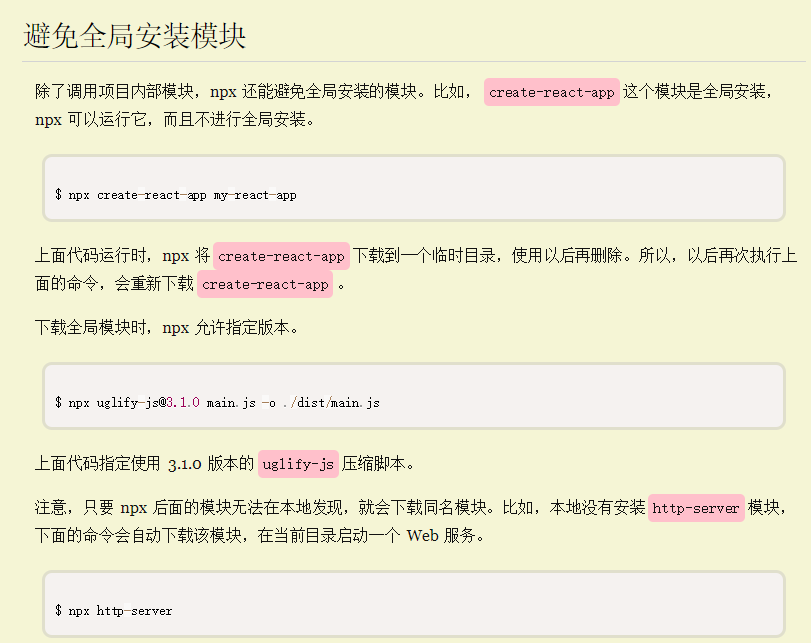 避免全局安装模块
除了调用项目内部模块，npx 还能避免全局安装的模块。比如， create-react-app 这个模块是全局安装，
npx 可以运行它，而且不进行全局安装。
$ npx create-react-app my-react-app
上面代码运行时，npx 将 create-react-app 下载到一个临时目录，使用以后再删除。所以，以后再次执行上
面的命令，会重新下载 create-react-app 。
下载全局模块时，npx 允许指定版本。
$ npx uglify-js@3.1.0 main.js -o ./dist/main.js
上面代码指定使用 3.1.0 版本的 uglify-js 压缩脚本。
注意，只要 npx 后面的模块无法在本地发现，就会下载同名模块。比如，本地没有安装 http-server 模块，
下面的命令会自动下载该模块，在当前目录启动一个 Web 服务。
$ npx http-server